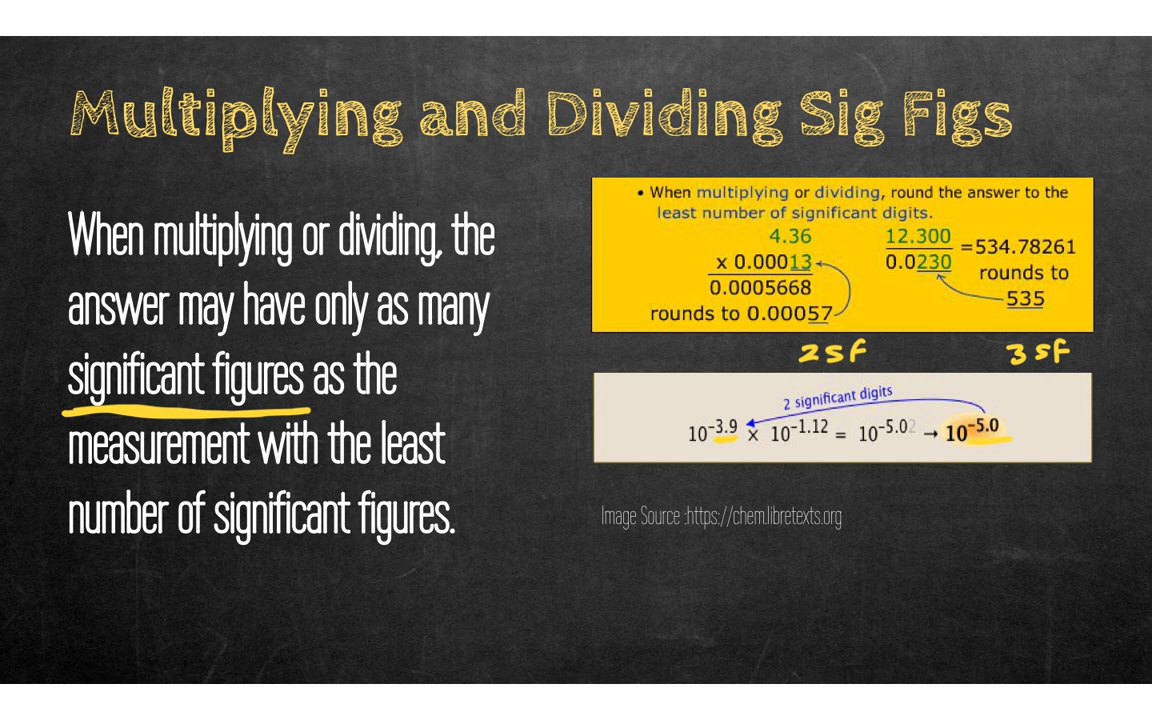 Multiplying and Dividing Sig Figs
When multiplying or dividing, the
answer may have only as many
significant figures as the
measurement with the least
number of significant figures.
• When multiplying or dividing, round the answer to the
least number of significant digits.
4.36
x 0.00013
0.0005668
rounds to 0.00057
12.300
0.0230
=534.78261
rounds to
535
2 sf
3 sf
2 significant digits
10⁻³·⁹ × 10⁻¹·¹² = 10⁻⁵·⁰² → 10⁻⁵·⁰
Image Source :https://chem.libretexts.org